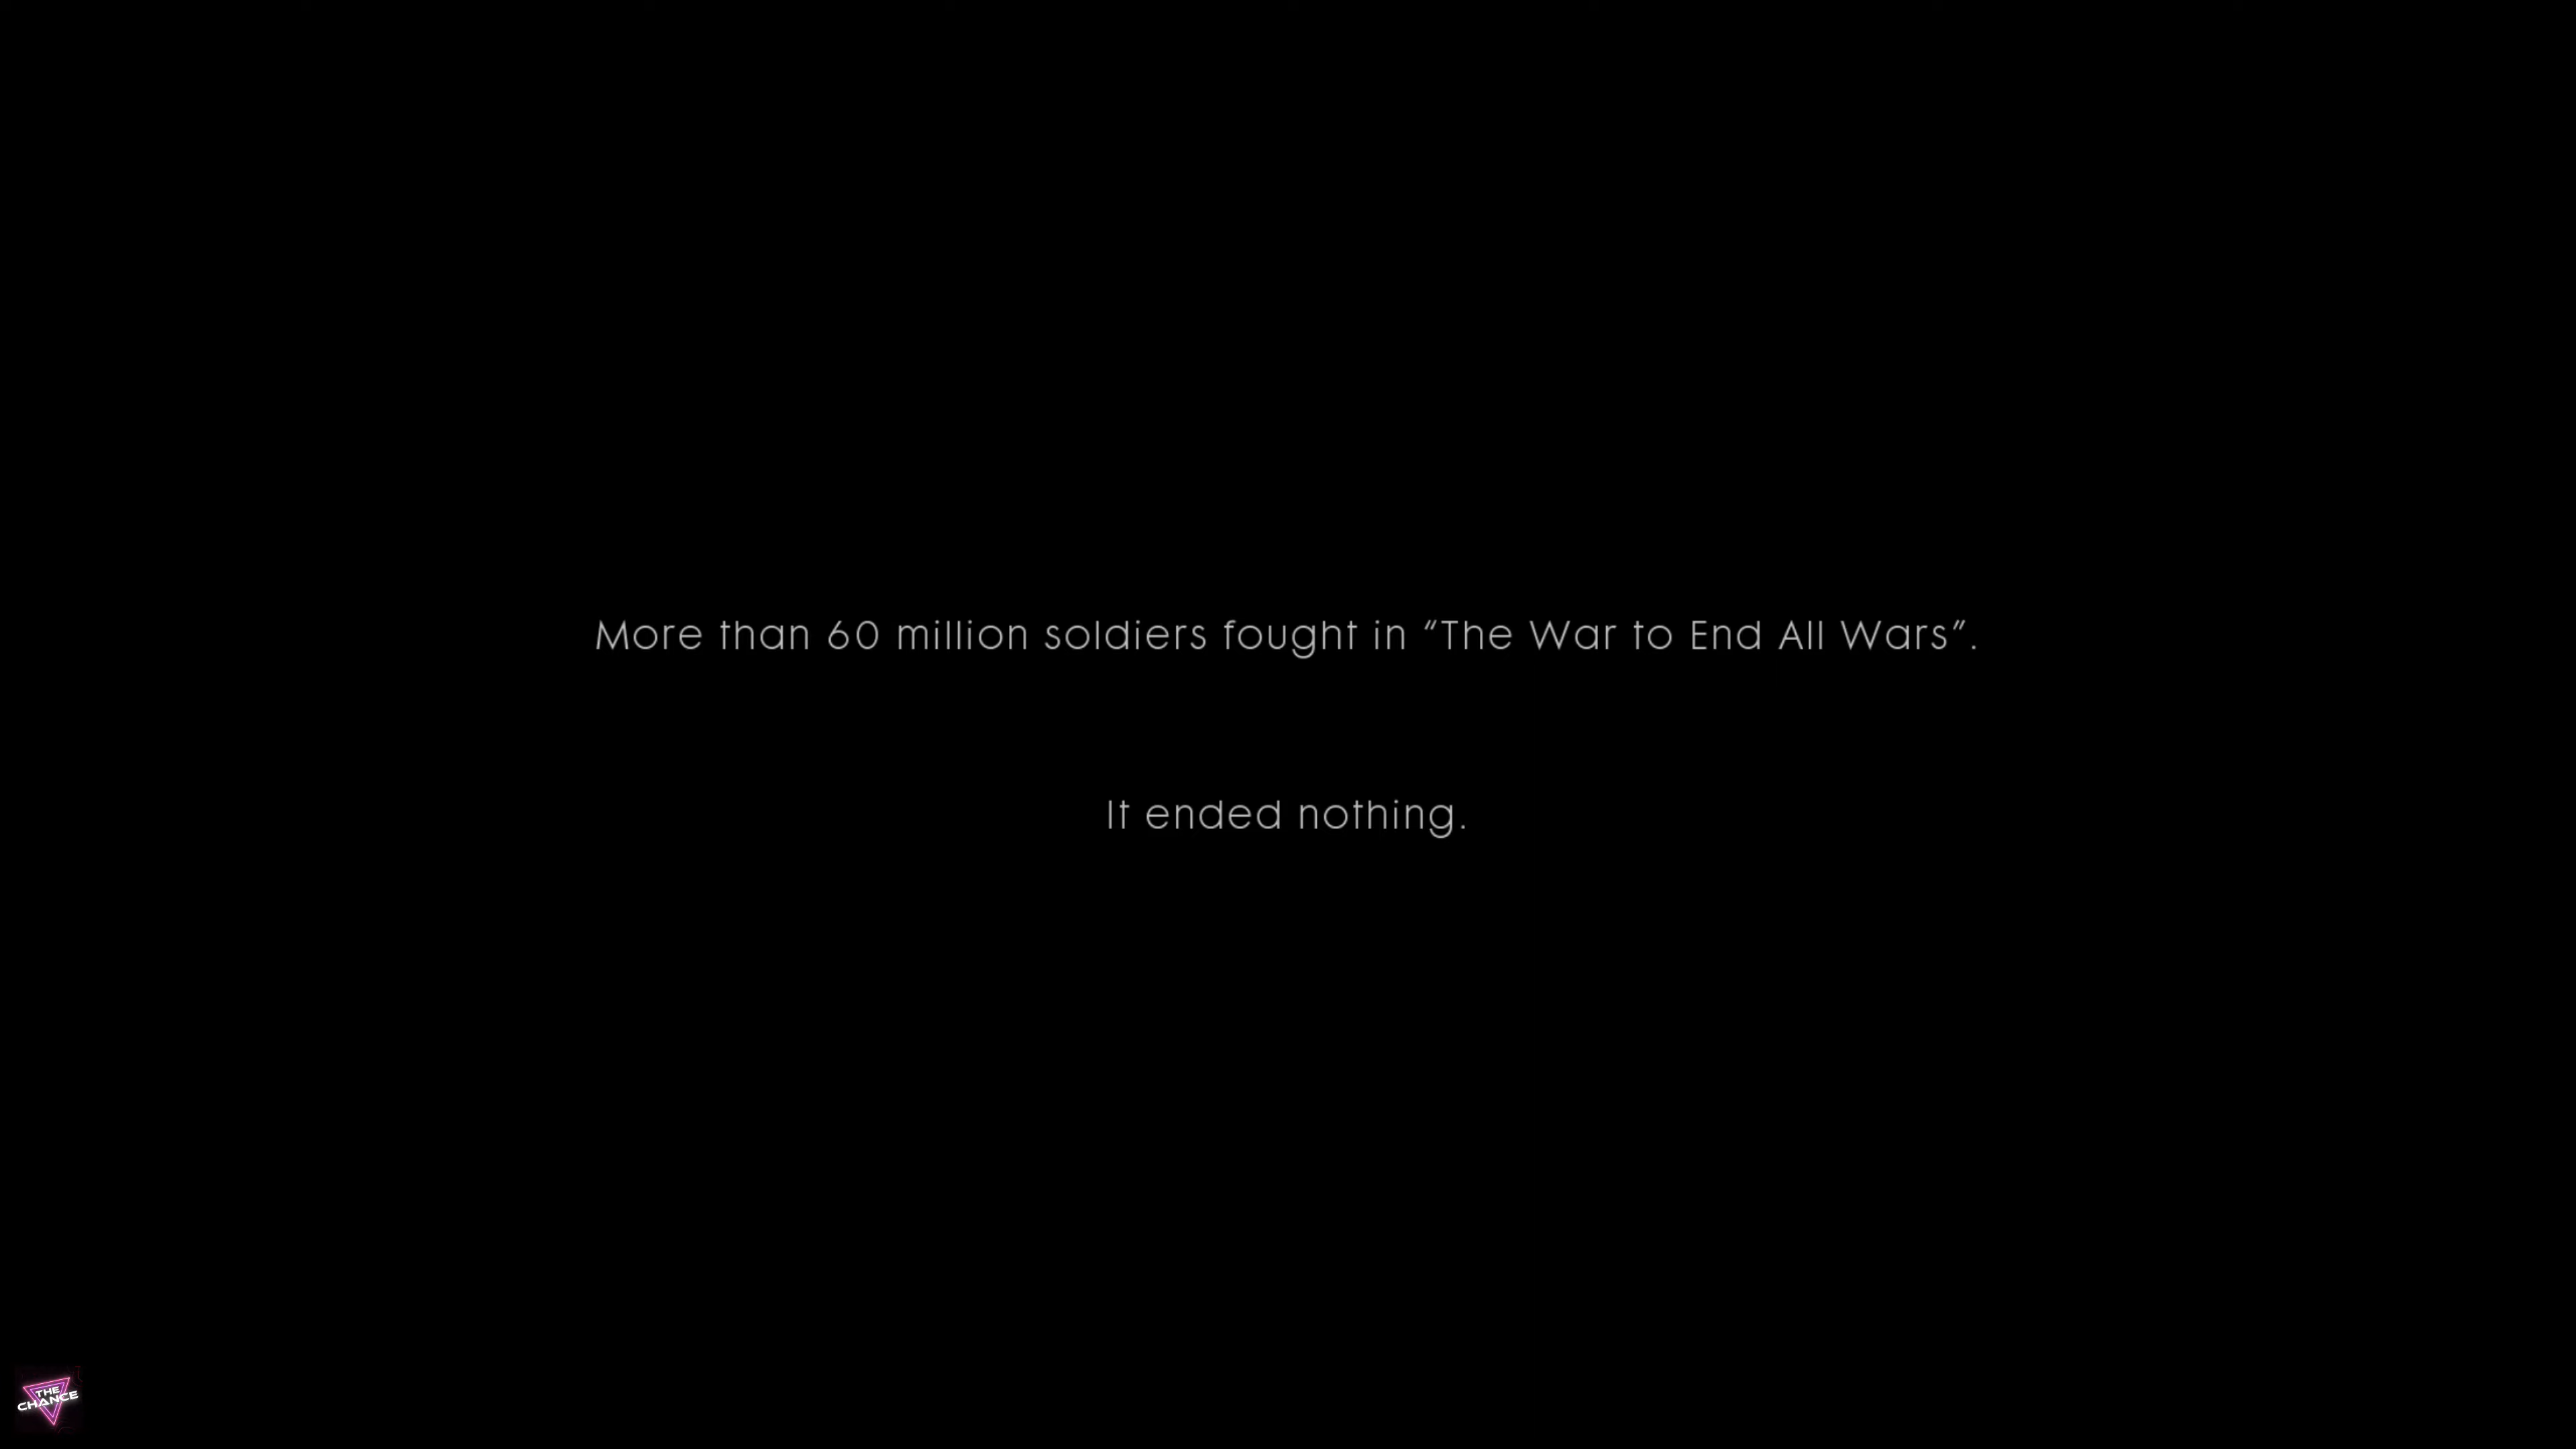 More than 60 million soldiers fought in “The War to End All Wars”.
It ended nothing.
THE
CHANCE